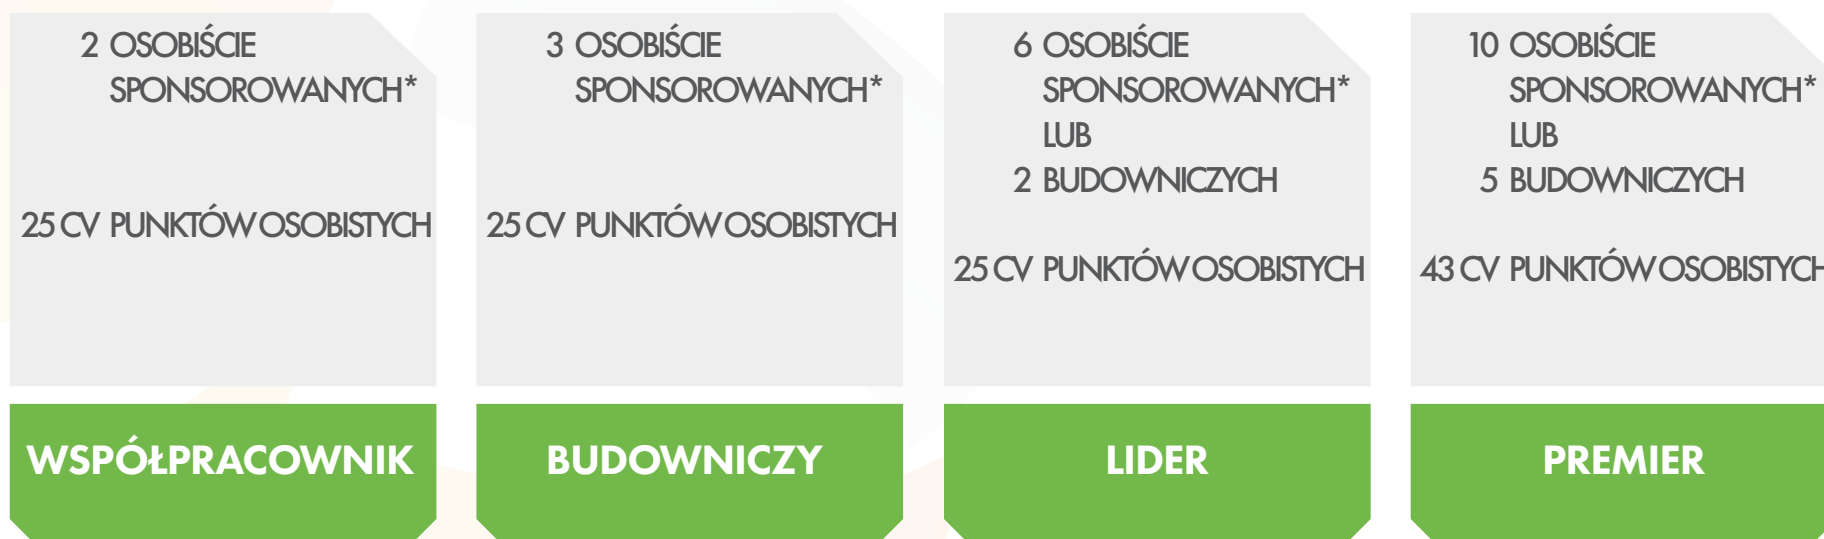 2 OSOBIŚCIE
SPONSOROWANYCH*
25 CV PUNKTÓW OSOBISTYCH
WSPÓŁPRACOWNIK
3 OSOBIŚCIE
SPONSOROWANYCH*
25 CV PUNKTÓW OSOBISTYCH
BUDOWNICZY
6 OSOBIŚCIE
SPONSOROWANYCH*
LUB
2 BUDOWNICZYCH
25 CV PUNKTÓW OSOBISTYCH
LIDER
10 OSOBIŚCIE
SPONSOROWANYCH*
LUB
5 BUDOWNICZYCH
43 CV PUNKTÓW OSOBISTYCH
PREMIER